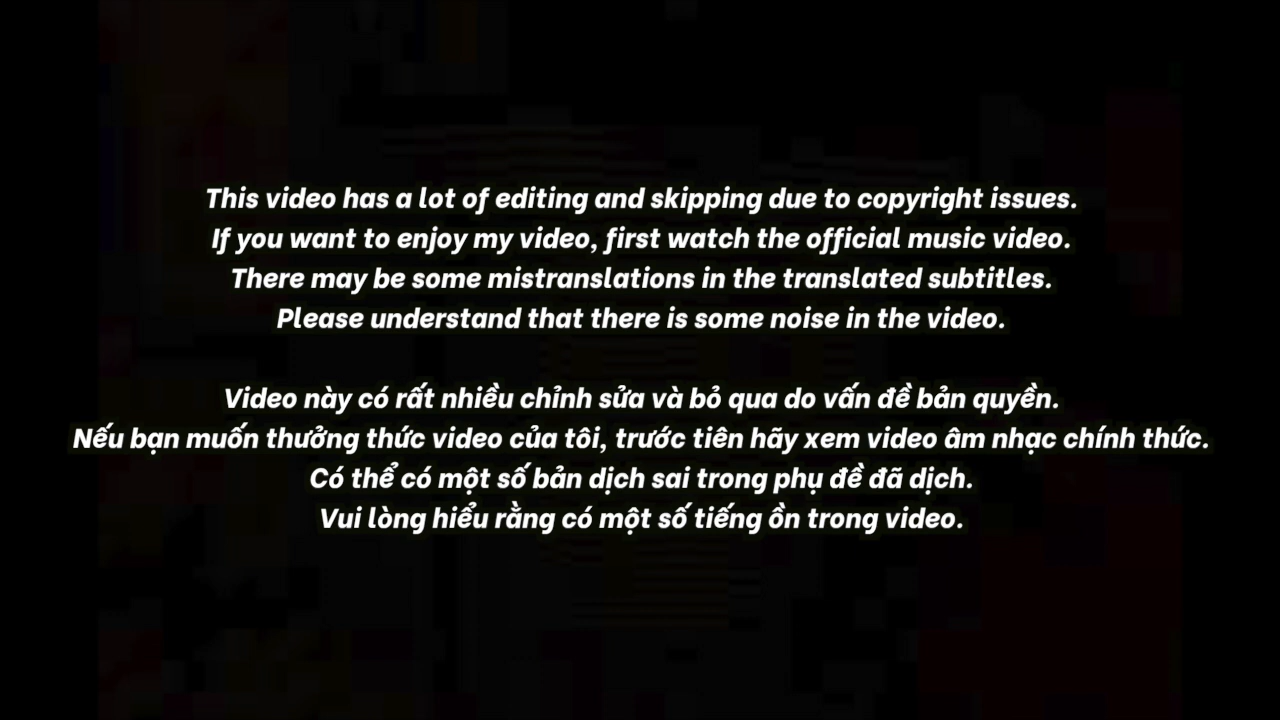 This video has a lot of editing and skipping due to copyright issues.
If you want to enjoy my video, first watch the official music video.
There may be some mistranslations in the translated subtitles.
Please understand that there is some noise in the video.
Video này có rất nhiều chỉnh sửa và bỏ qua do vấn đề bản quyền.
Nếu bạn muốn thưởng thức video của tôi, trước tiên hãy xem video âm nhạc chính thức.
Có thể có một số bản dịch sai trong phụ đề đã dịch.
Vui lòng hiểu rằng có một số tiếng ồn trong video.